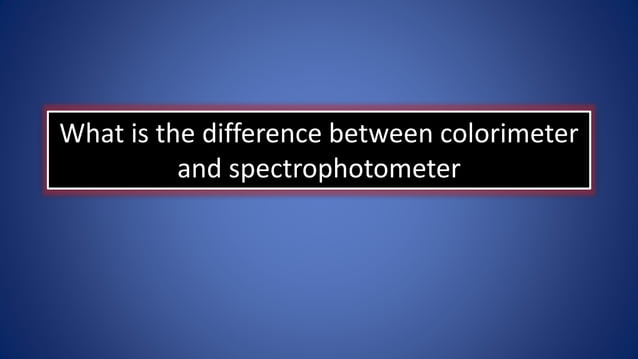 What is the difference between colorimeter
and spectrophotometer